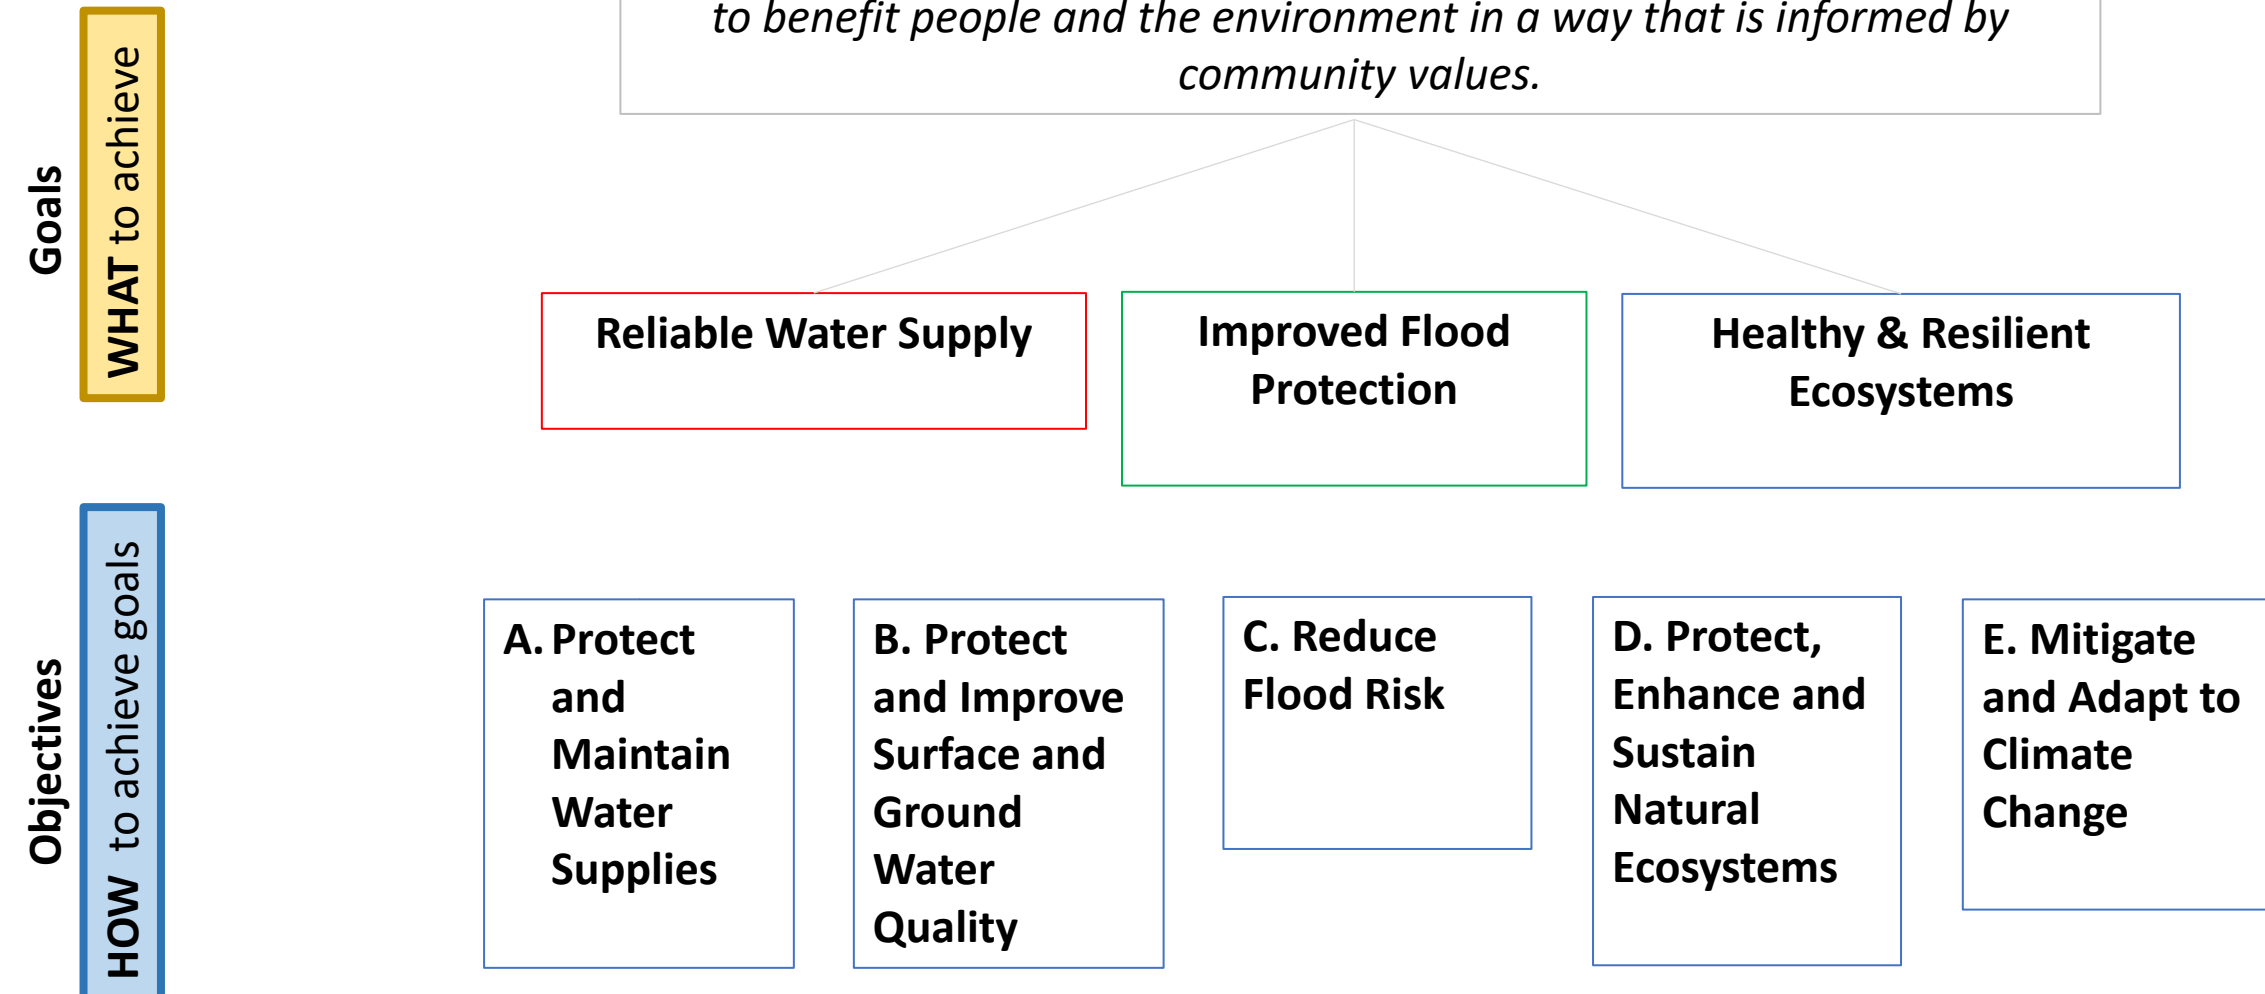 to benefit people and the environment in a way that is informed by
community values.
Goals
WHAT to achieve
Reliable Water Supply
Improved Flood
Protection
Healthy & Resilient
Ecosystems
Objectives
HOW to achieve goals
A. Protect
and
Maintain
Water
Supplies
B. Protect
and Improve
Surface and
Ground
Water
Quality
C. Reduce
Flood Risk
D. Protect,
Enhance and
Sustain
Natural
Ecosystems
E. Mitigate
and Adapt to
Climate
Change